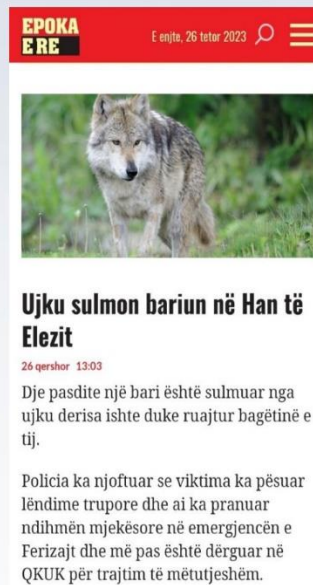 EPOKA
E RE
E enjte, 26 tetor 2023
Ujku sulmon bariun në Han të
Elezit
26 qershor 13:03
Dje pasdite një bari është sulmuar nga
ujku derisa ishte duke ruajtur bagëtinë e
tij.
Policia ka njoftuar se viktima ka pësuar
lëndime trupore dhe ai ka pranuar
ndihmën mjekësore në emergjencën e
Ferizajt dhe më pas është dërguar në
QKUK për trajtim të mëtutjeshëm.